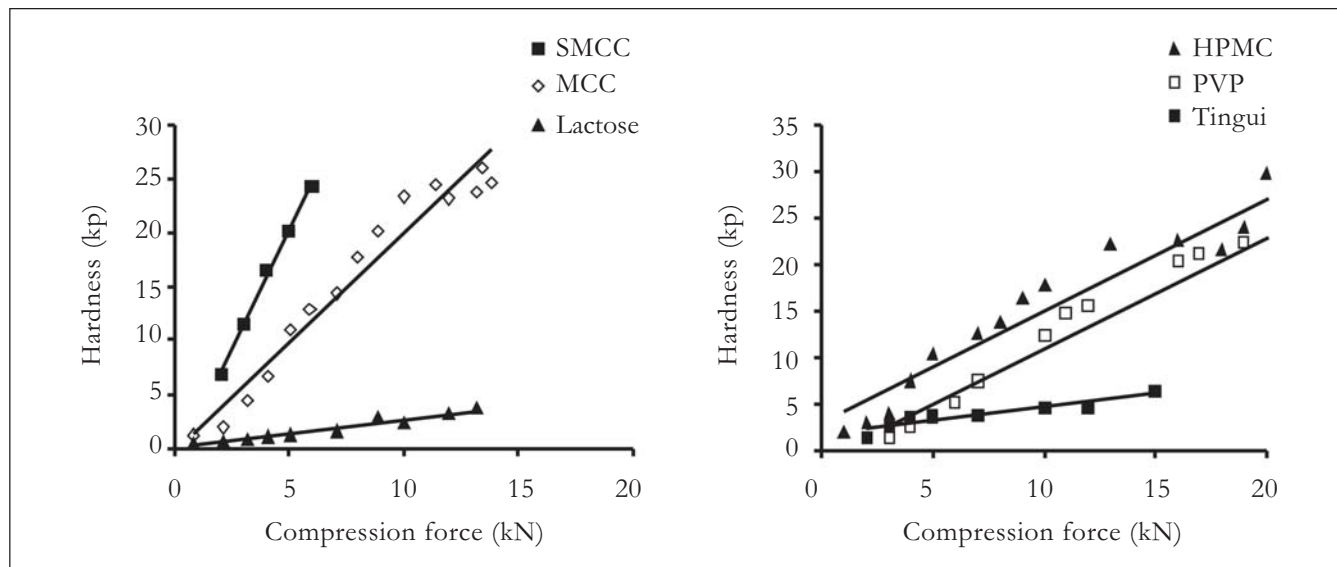 SMCC
MCC
Lactose
30
25
20
15
10
5
0
Hardness (kp)
0 5 10 15 20
Compression force (kN)
HPMC
PVP
Tingui
35
30
25
20
15
10
5
0
Hardness (kp)
0 5 10 15 20
Compression force (kN)